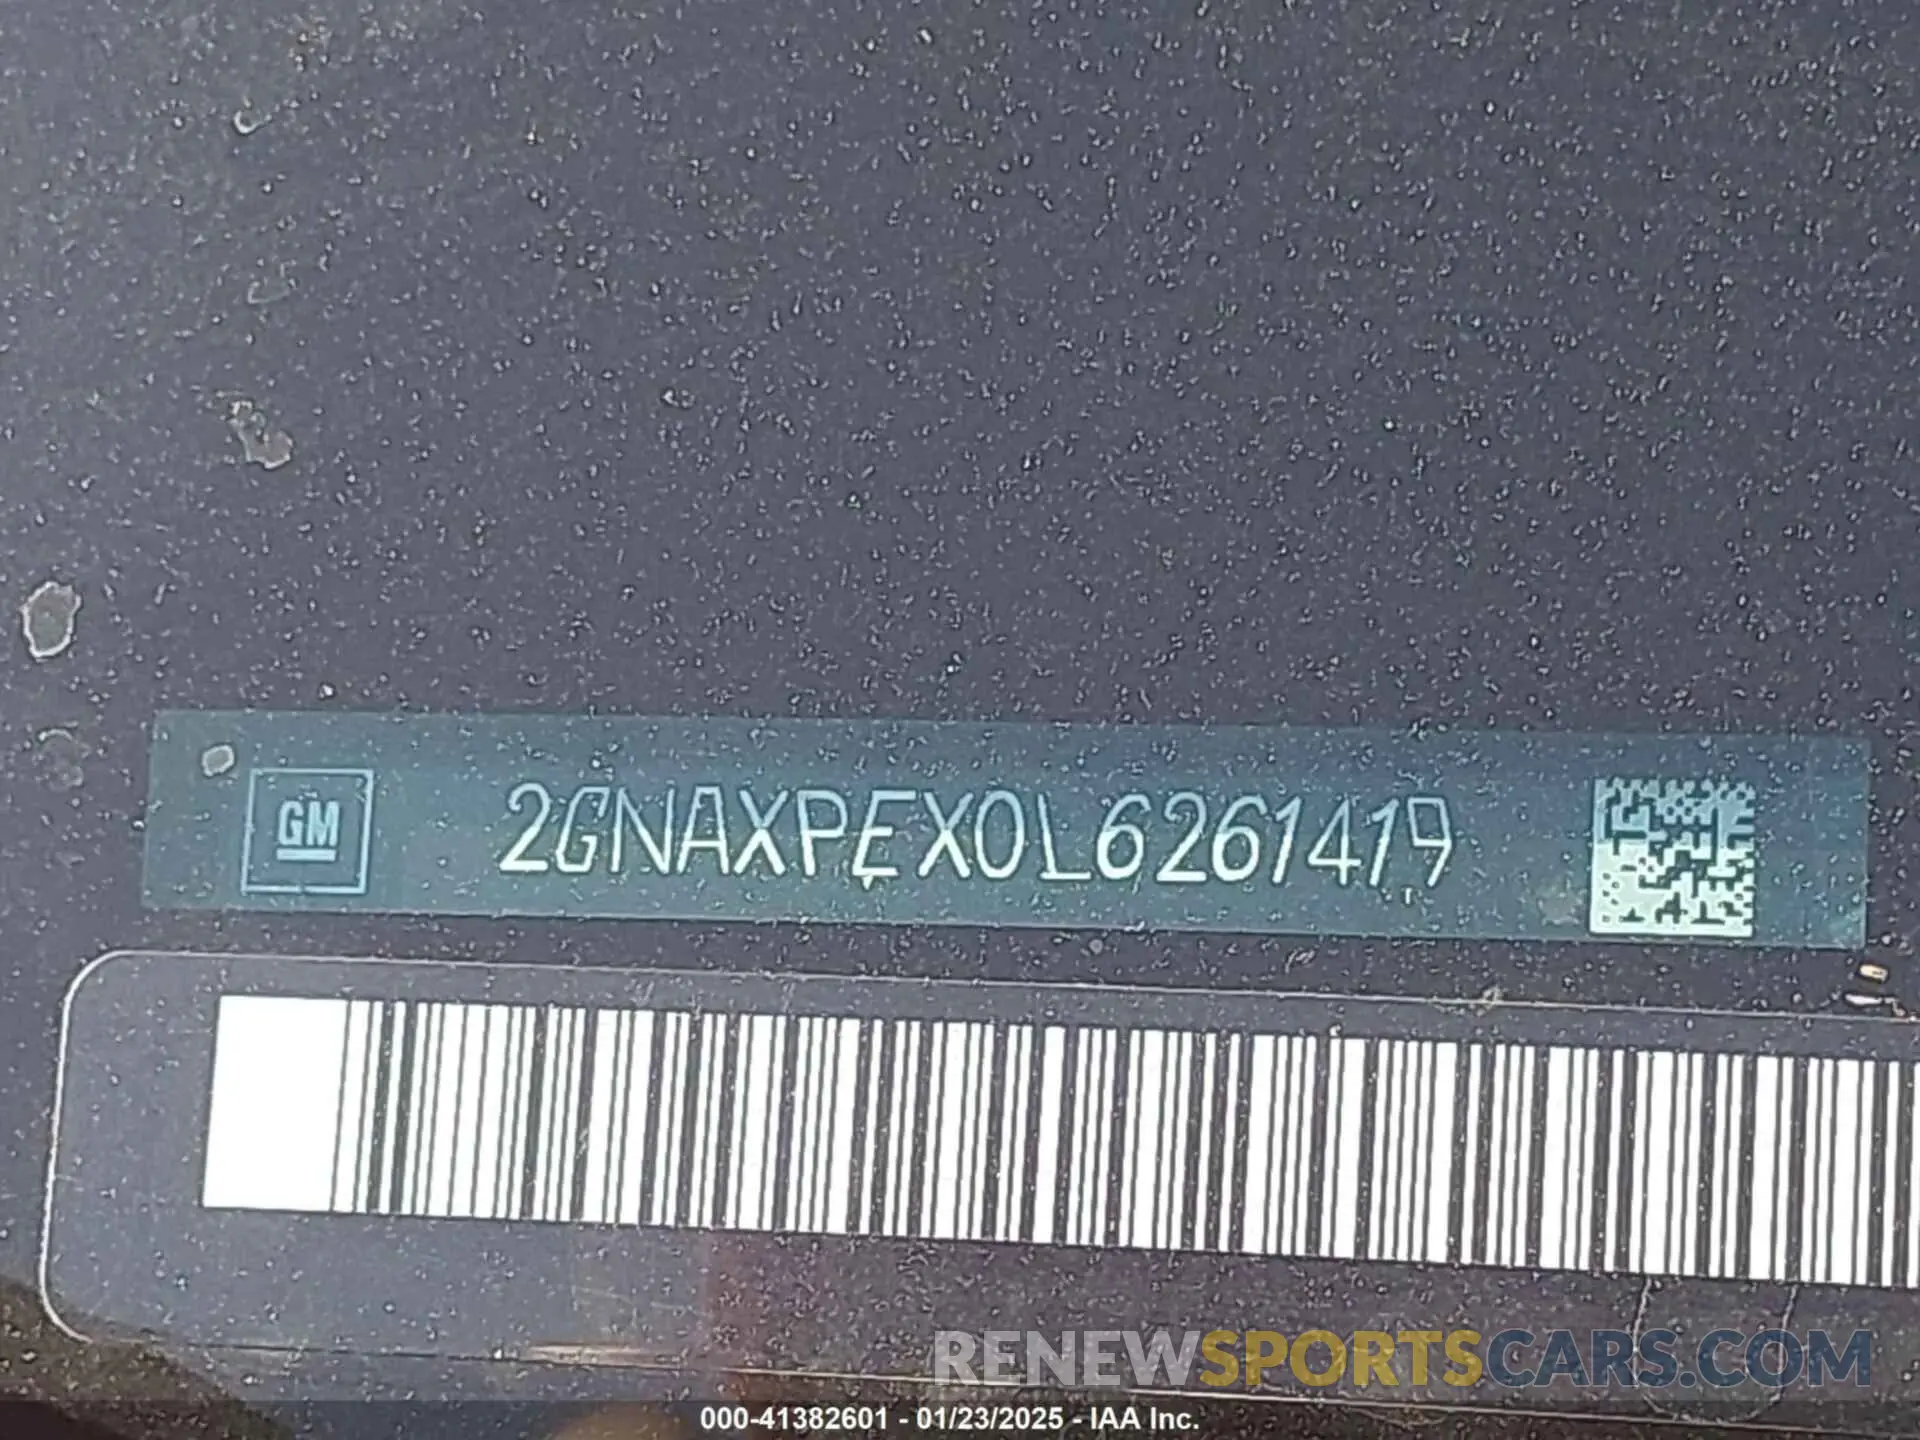 GM 2GNAXPEX0L6261419
RENEWSPORTSCARS.COM
000-41382601 - 01/23/2025 - IAA Inc.